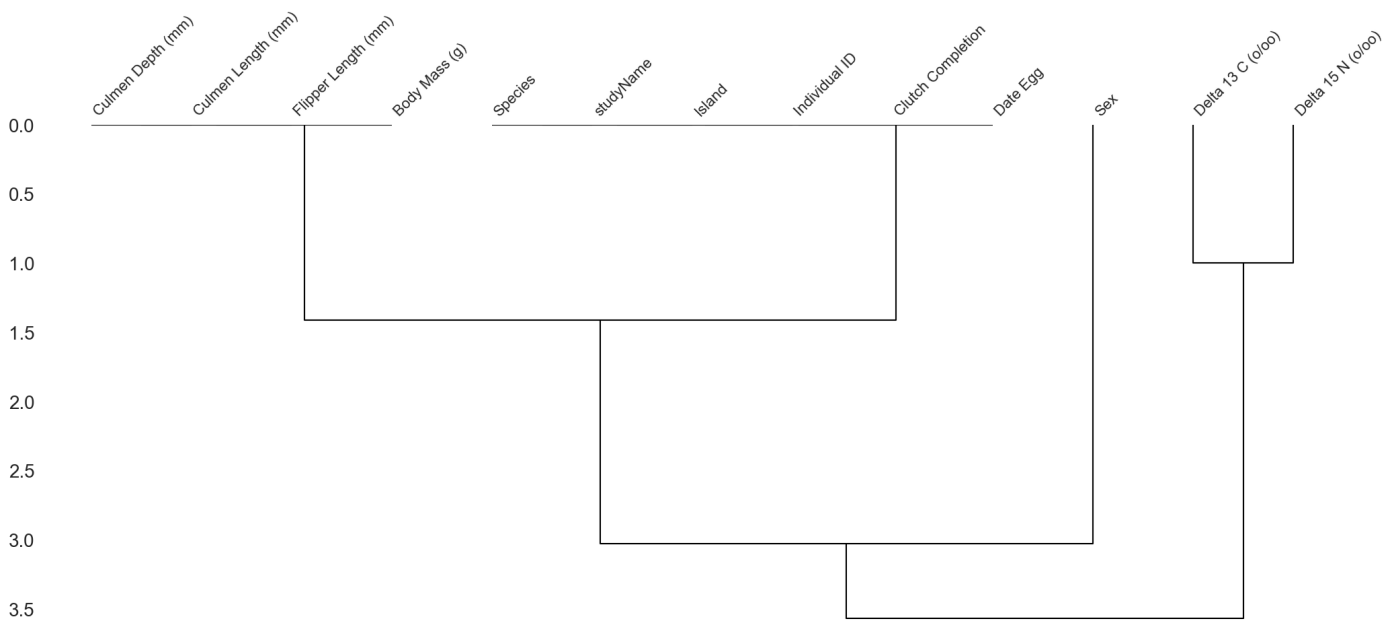 Culmen Depth (mm)
Culmen Length (mm)
Flipper Length (mm)
Body Mass (g)
Species
studyName
Island
Individual ID
Clutch Completion
Date Egg
Sex
Delta 13 C (o/oo)
Delta 15 N (o/oo)
0.0
0.5
1.0
1.5
2.0
2.5
3.0
3.5